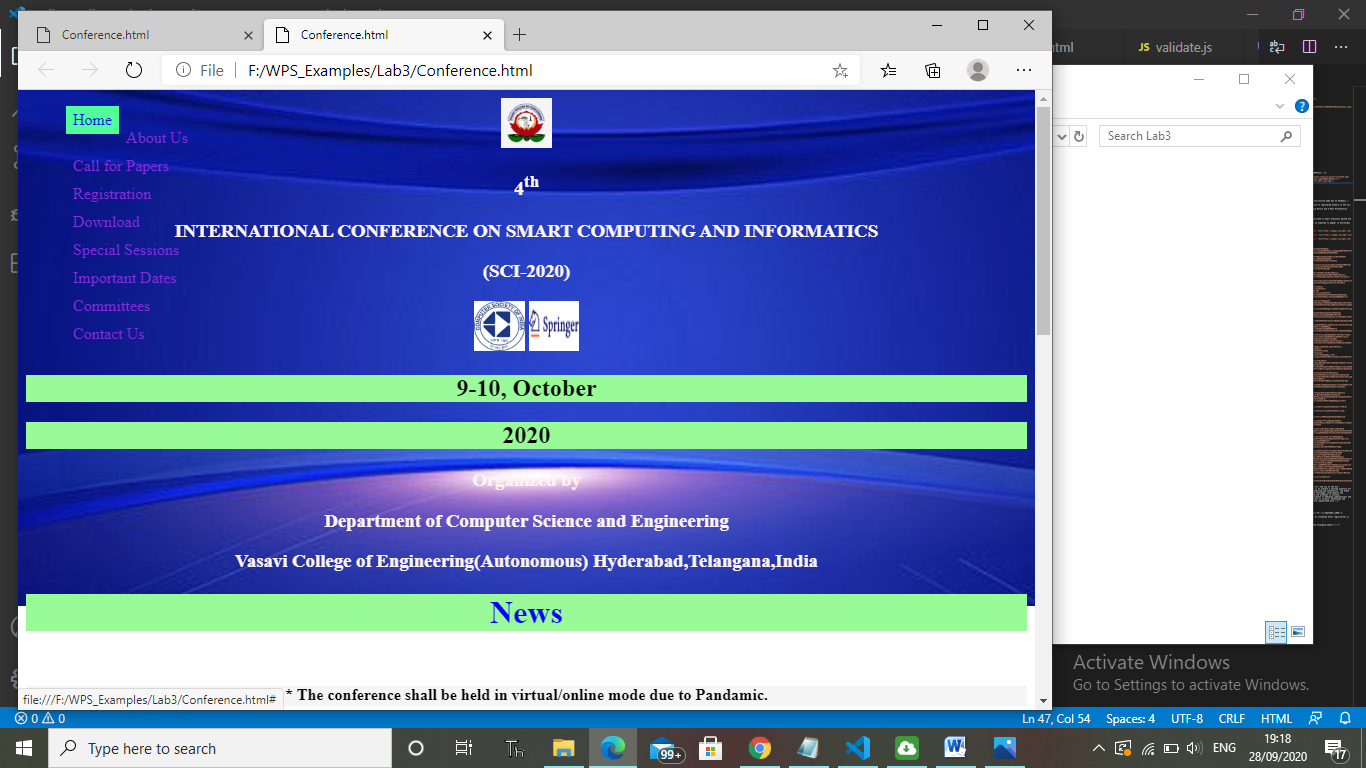 Conference.html
Conference.html
tml
JS validate.js
File
F:/WPS_Examples/Lab3/Conference.html
Search Lab3
Home
About Us
Call for Papers
Registration
Download
Special Sessions
Important Dates
Committees
Contact Us
4th
INTERNATIONAL CONFERENCE ON SMART COMPUTING AND INFORMATICS
(SCI-2020)
Springer
9-10, October
2020
Organized by
Department of Computer Science and Engineering
Vasavi College of Engineering(Autonomous) Hyderabad,Telangana,India
News
* The conference shall be held in virtual/online mode due to Pandamic.
file:///F:/WPS_Examples/Lab3/Conference.html#
Activate Windows
Go to Settings to activate Windows.
0 0
Ln 47, Col 54
Spaces: 4
UTF-8
CRLF
HTML
Type here to search
99+
ENG
19:18
28/09/2020
17